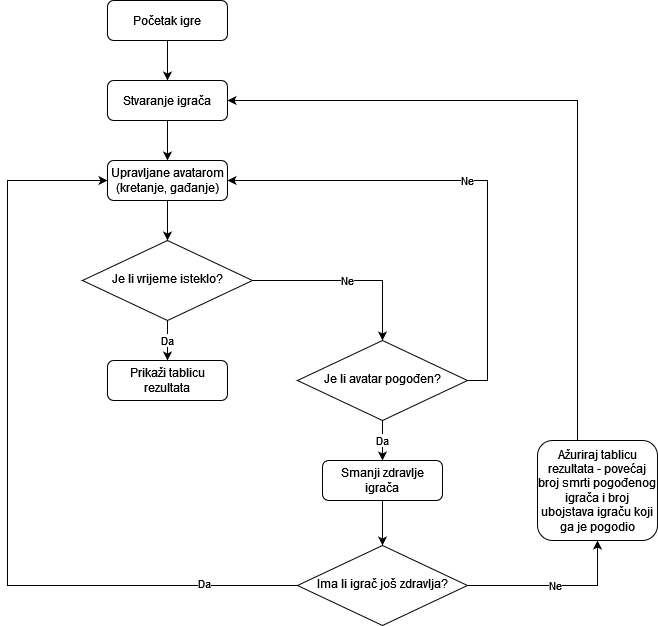 Početak igre
Stvaranje igrača
Upravljane avatarom
(kretanje, gađanje)
Ne
Je li vrijeme isteklo?
Ne
Da
Prikaži tablicu
rezultata
Je li avatar pogođen?
Da
Smanji zdravlje
igrača
Ažuriraj tablicu
rezultata - povećaj
broj smrti pogođenog
igrača i broj
ubojstava igraču koji
ga je pogodio
Da
Ima li igrač još zdravlja?
Ne